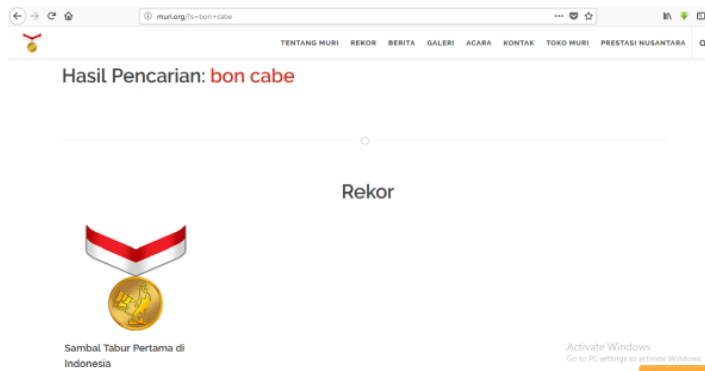 muri.org/?s=bon+cabe
TENTANG MURI REKOR BERITA GALERI ACARA KONTAK TOKO MURI PRESTASI NUSANTARA
Hasil Pencarian: bon cabe
Rekor
Sambal Tabur Pertama di
Indonesia
Activate Windows
Go to PC settings to activate Windows.